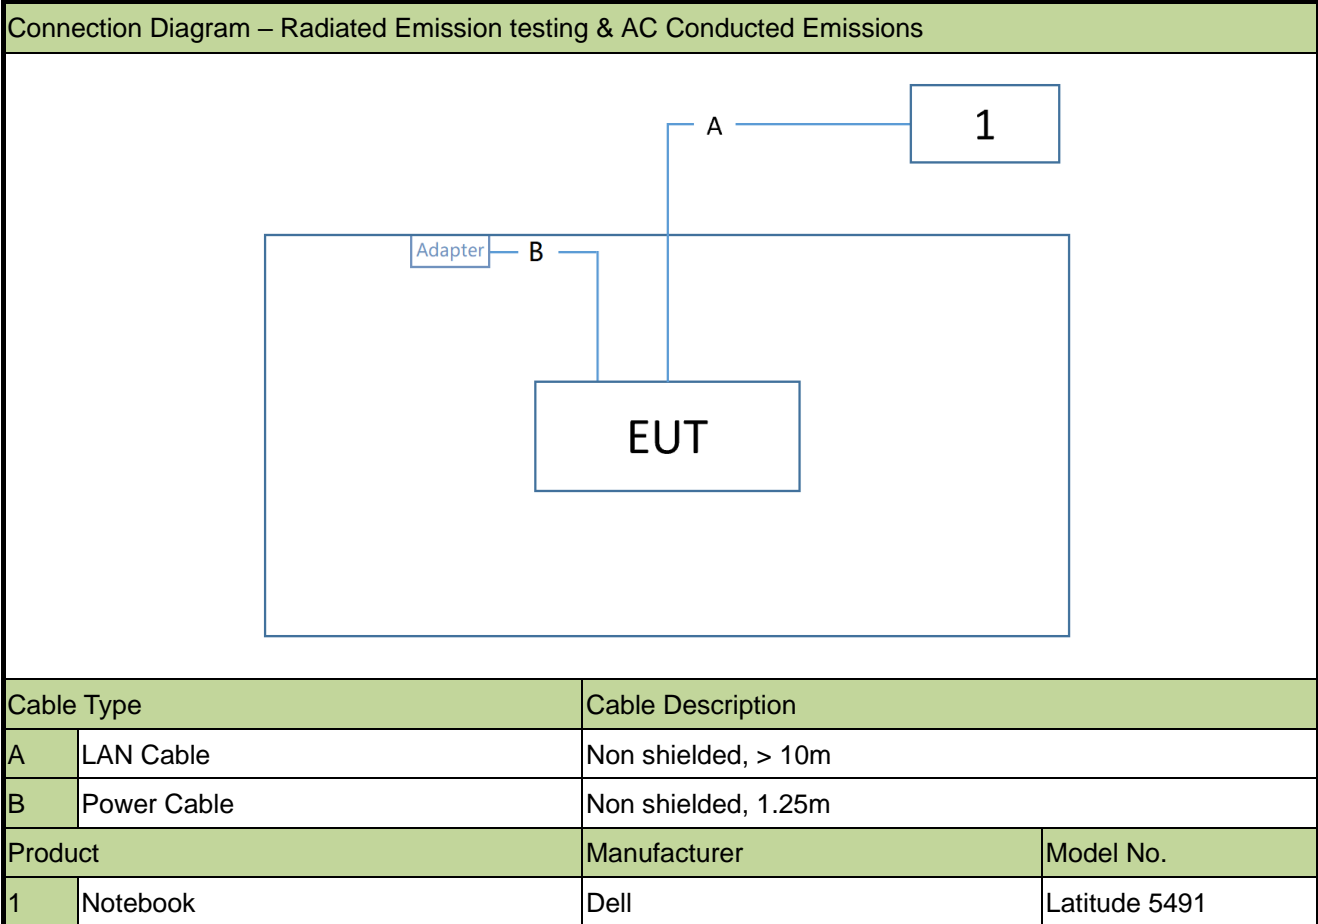 Connection Diagram – Radiated Emission testing & AC Conducted Emissions
A
1
Adapter
B
EUT
Cable Type Cable Description
A LAN Cable Non shielded, > 10m
B Power Cable Non shielded, 1.25m
Product Manufacturer Model No.
1 Notebook Dell Latitude 5491